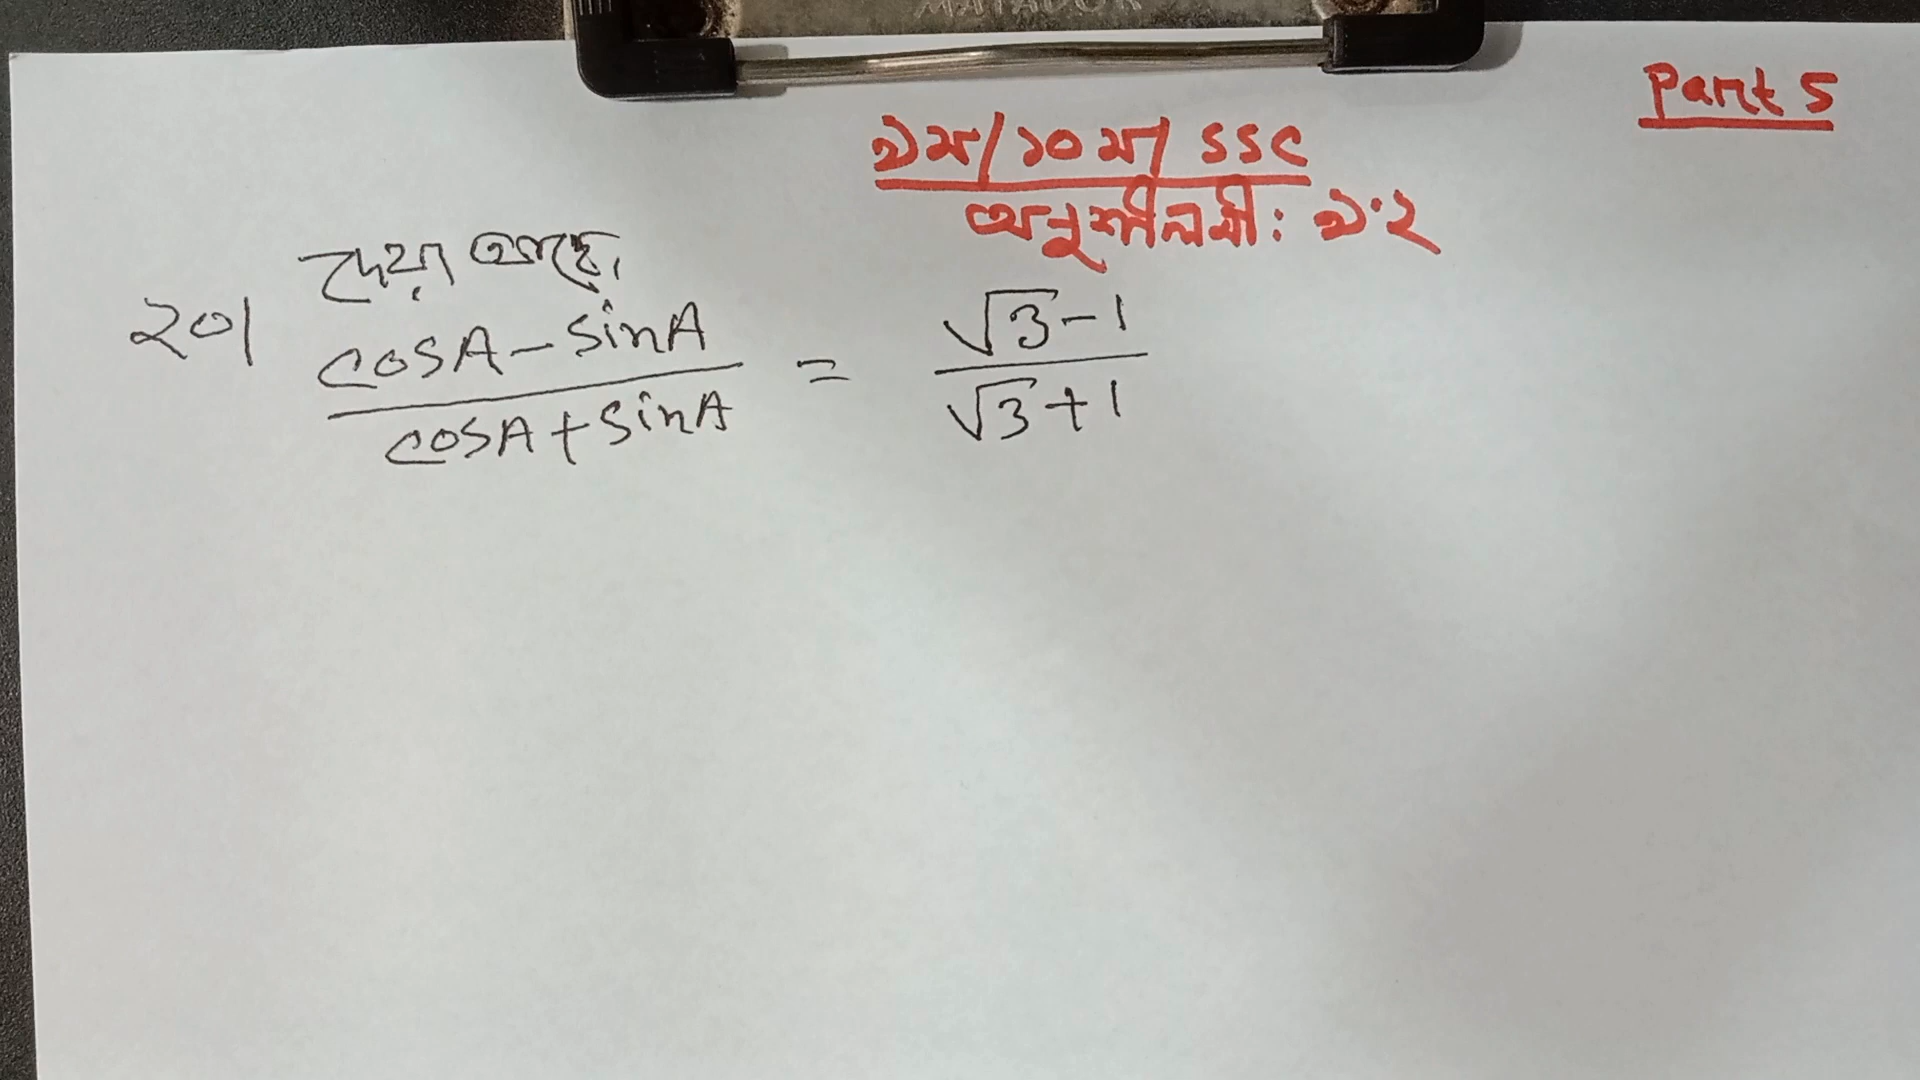 MATADOR
Part 5
৯ম/১০ম/ SSC
অনুশীলনী: ৯.২
দেয়া আছে,
২০। (cosA - sinA)/(cosA + sinA) = (√3 - 1)/(√3 + 1)